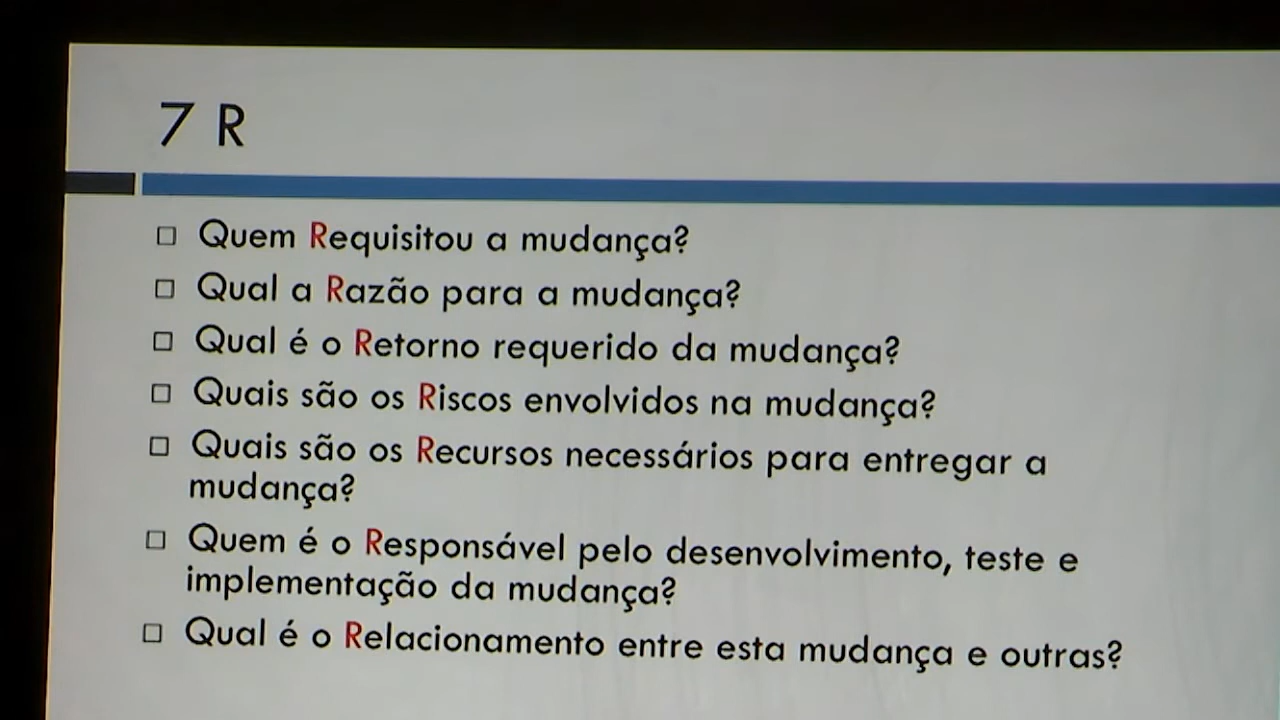 7 R
Quem Requisitou a mudança?
Qual a Razão para a mudança?
Qual é o Retorno requerido da mudança?
Quais são os Riscos envolvidos na mudança?
Quais são os Recursos necessários para entregar a
mudança?
Quem é o Responsável pelo desenvolvimento, teste e
implementação da mudança?
Qual é o Relacionamento entre esta mudança e outras?